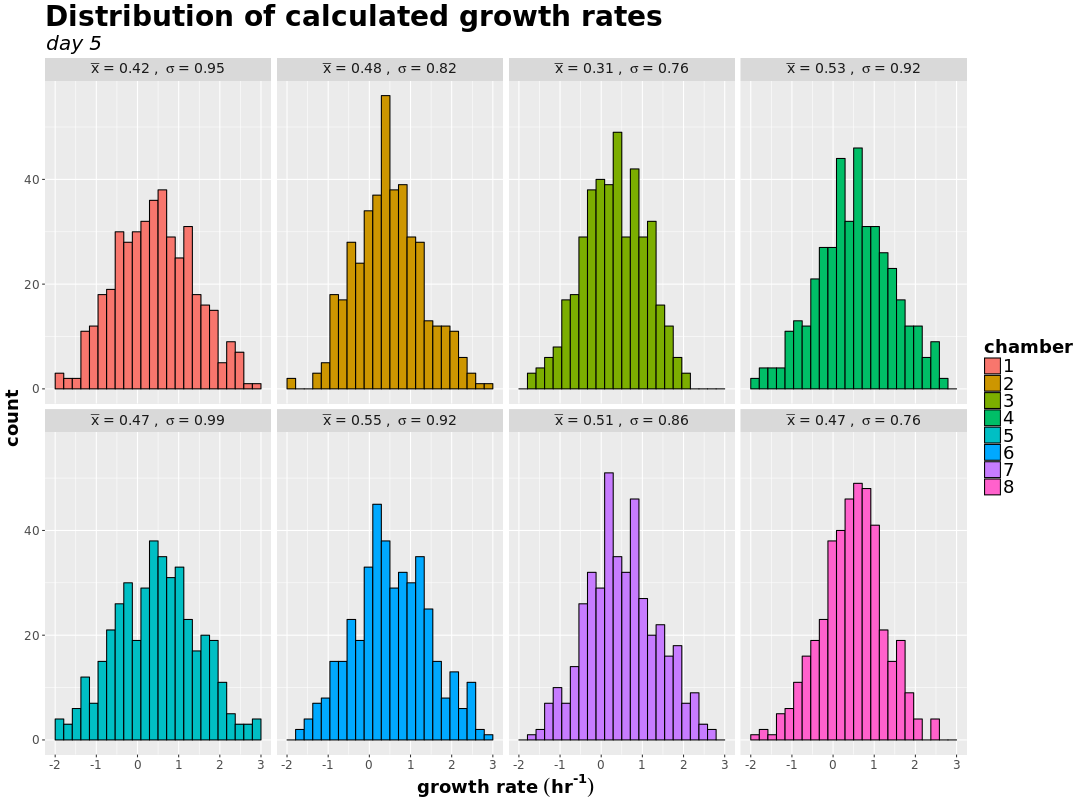 Distribution of calculated growth rates
day 5
x̅ = 0.42 , σ = 0.95
x̅ = 0.48 , σ = 0.82
x̅ = 0.31 , σ = 0.76
x̅ = 0.53 , σ = 0.92
40
20
0
x̅ = 0.47 , σ = 0.99
x̅ = 0.55 , σ = 0.92
x̅ = 0.51 , σ = 0.86
x̅ = 0.47 , σ = 0.76
40
20
0
-2 -1 0 1 2 3
-2 -1 0 1 2 3
-2 -1 0 1 2 3
-2 -1 0 1 2 3
count
growth rate (hr⁻¹)
chamber
1
2
3
4
5
6
7
8